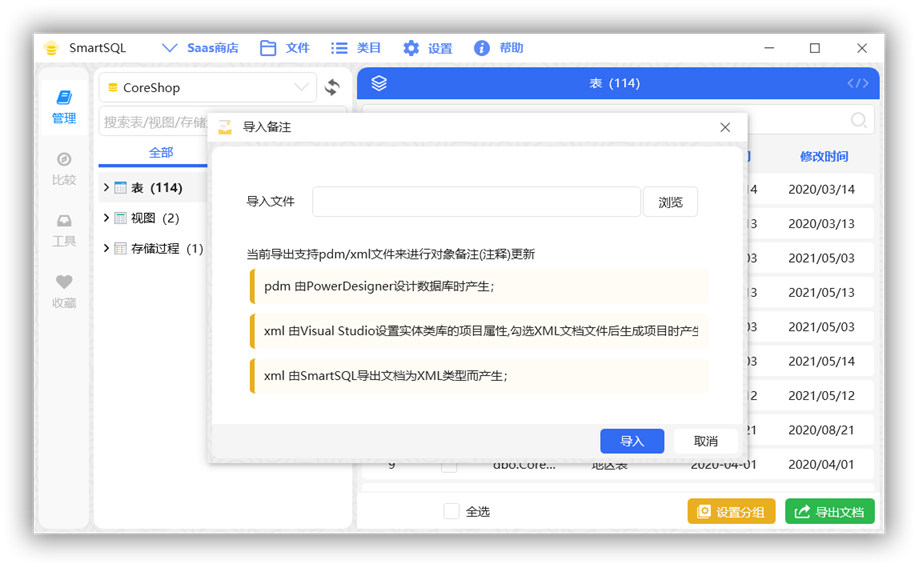 SmartSQL Saas商店 文件 类目 设置 帮助
管理
比较
工具
收藏
CoreShop
搜索表/视图/存储
全部
表 (114)
视图 (2)
存储过程 (1)
表 (114)
</>
导入备注
导入文件 浏览
当前导出支持pdm/xml文件来进行对象备注(注释)更新
pdm 由PowerDesigner设计数据库时产生；
xml 由Visual Studio设置实体类库的项目属性,勾选XML文档文件后生成项目时产生
xml 由SmartSQL导出文档为XML类型而产生；
导入 取消
修改时间
4 2020/03/14
3 2020/03/13
3 2021/05/03
3 2021/05/13
3 2021/05/03
3 2021/05/14
2 2021/05/12
21 2020/08/21
9 dbo.Core... 地区表 2020-04-01 2020/04/01
全选 设置分组 导出文档